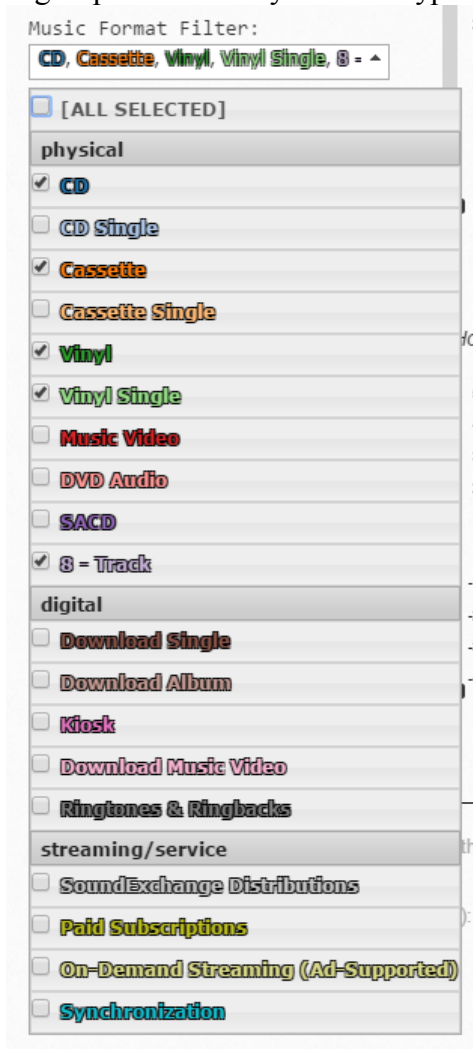 Music Format Filter:
CD, Cassette, Vinyl, Vinyl Single, 8 -
[ALL SELECTED]
physical
CD
CD Single
Cassette
Cassette Single
Vinyl
Vinyl Single
Music Video
DVD Audio
SACD
8 - Track
digital
Download Single
Download Album
Kiosk
Download Music Video
Ringtones & Ringbacks
streaming/service
SoundExchange Distributions
Paid Subscriptions
On-Demand Streaming (Ad-Supported)
Synchronization